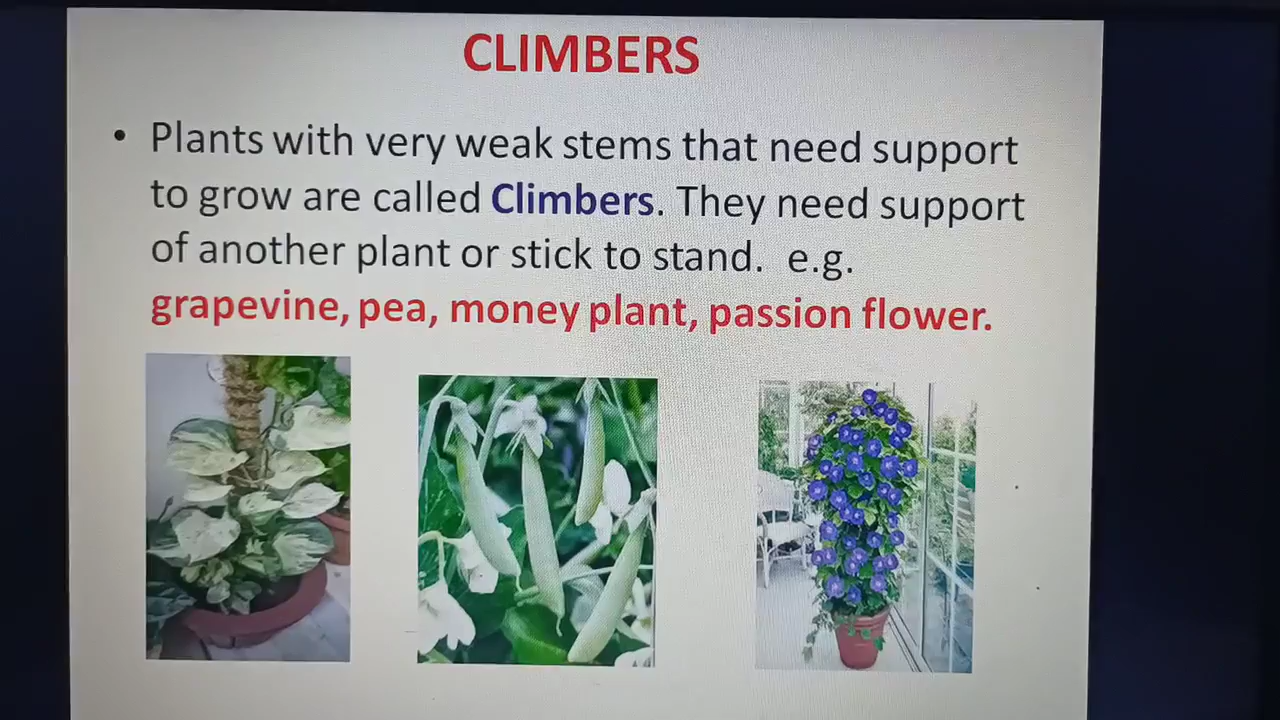 CLIMBERS
• Plants with very weak stems that need support
to grow are called Climbers. They need support
of another plant or stick to stand. e.g.
grapevine, pea, money plant, passion flower.